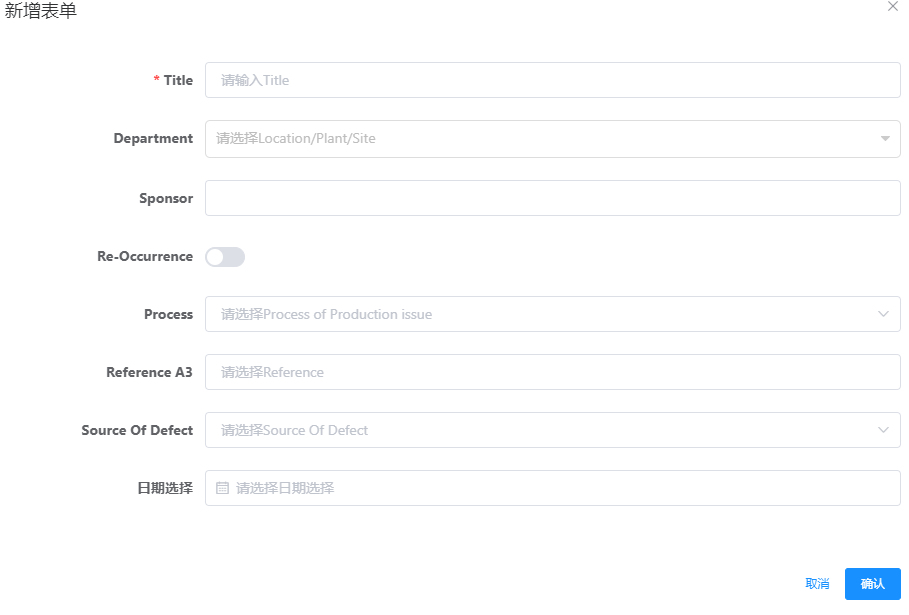 新增表单
* Title 请输入Title
Department 请选择Location/Plant/Site
Sponsor
Re-Occurrence
Process 请选择Process of Production issue
Reference A3 请选择Reference
Source Of Defect 请选择Source Of Defect
日期选择 请选择日期选择
取消 确认